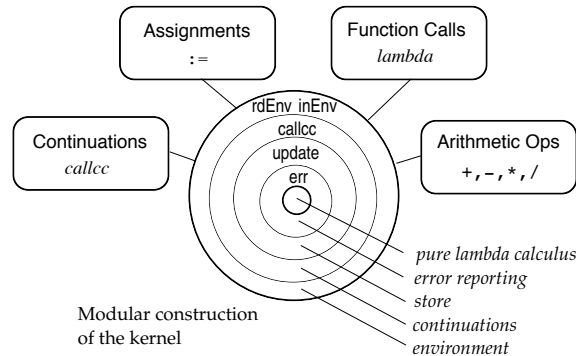 Assignments
:=
Function Calls
lambda
Continuations
callcc
Arithmetic Ops
+,-,*,/
rdEnv inEnv
callcc
update
err
pure lambda calculus
error reporting
store
continuations
environment
Modular construction
of the kernel